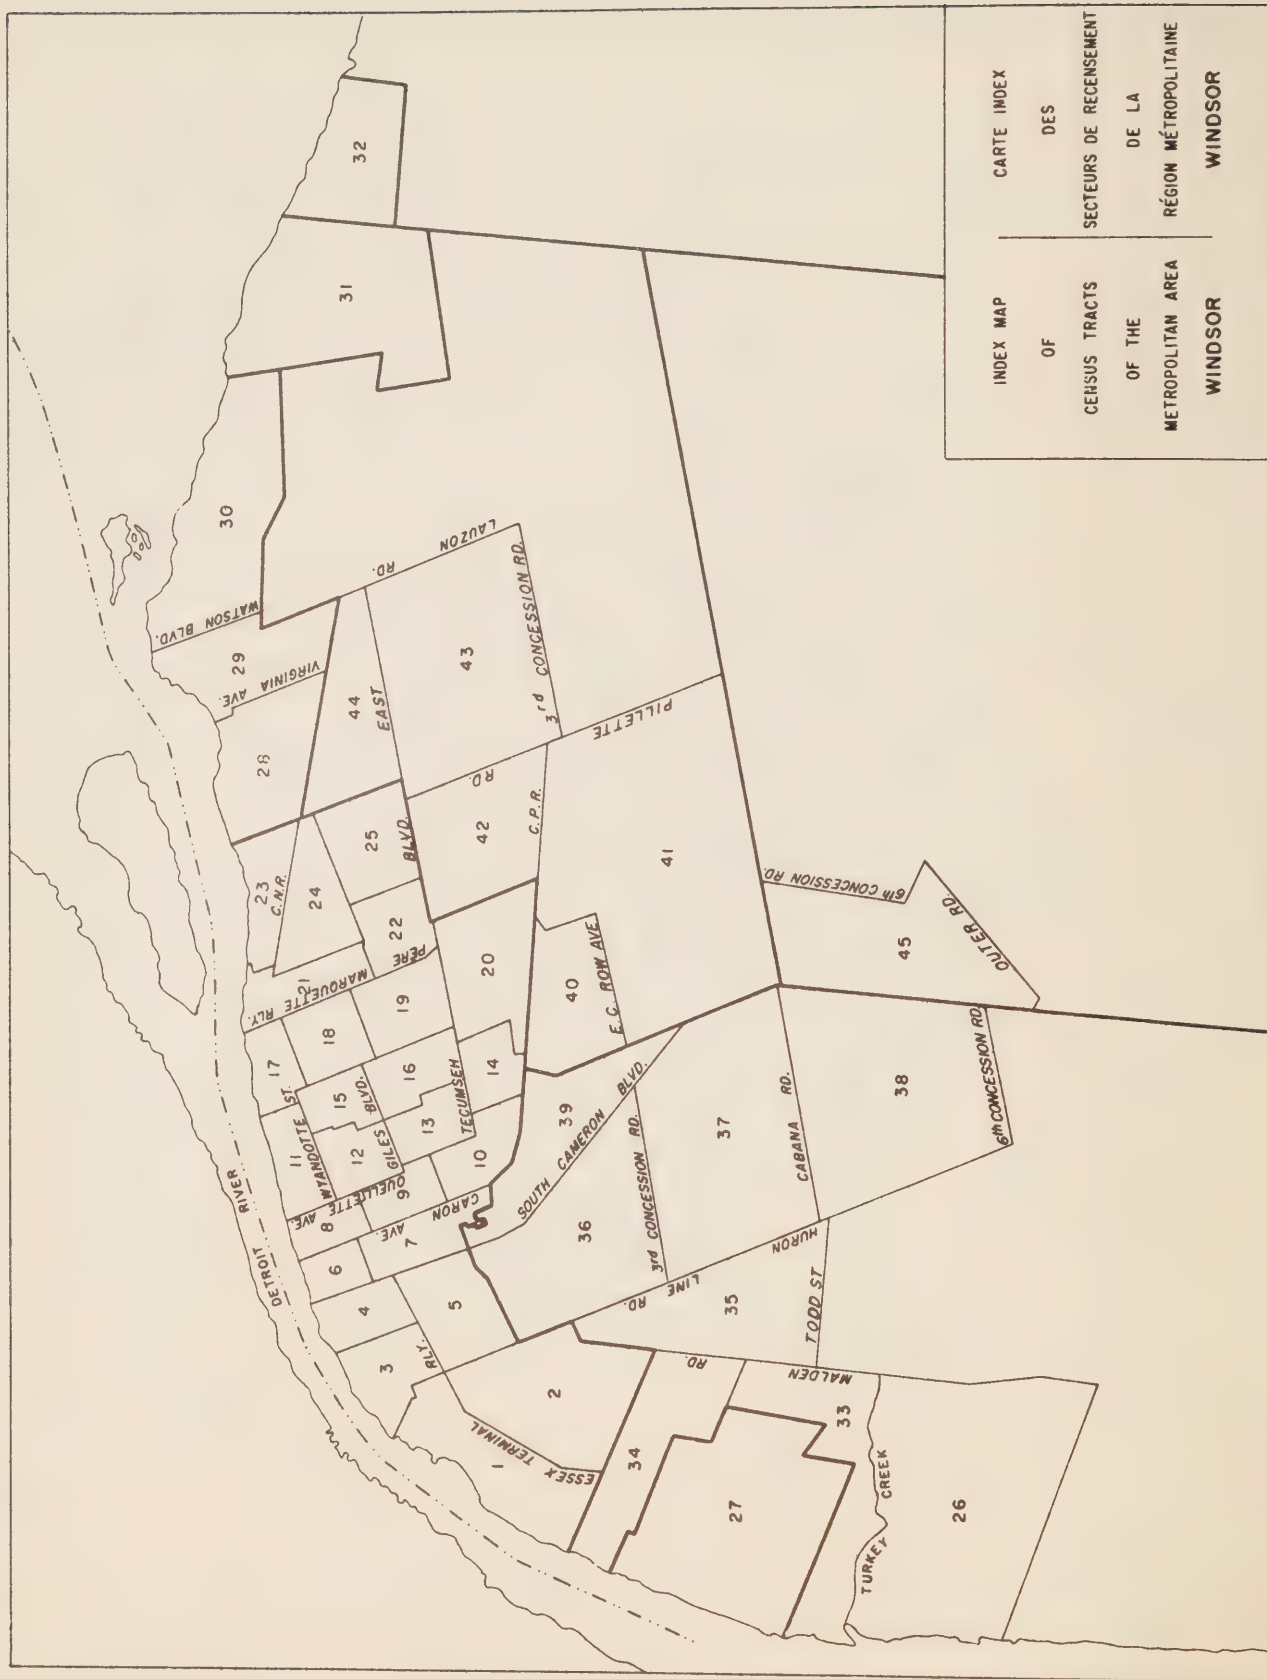 INDEX MAP
OF
CENSUS TRACTS
OF THE
METROPOLITAN AREA
WINDSOR
CARTE INDEX
DES
SECTEURS DE RECENSEMENT
DE LA
RÉGION MÉTROPOLITAINE
WINDSOR
DETROIT RIVER
1
2
3
4
5
6
7
8
9
10
11
12
13
14
15
16
17
18
19
20
21
22
23
24
25
26
27
28
29
30
31
32
33
34
35
36
37
38
39
40
41
42
43
44
45
ESSEX TERMINAL RLY.
CARON AVE
OUELLETTE AVE.
WYANDOTTE ST.
GILES BLVD.
TECUMSEH BLVD. EAST
PÈRE MARQUETTE RLY.
C.N.R.
VIRGINIA AVE.
WATSON BLVD.
LAUZON RD.
3rd CONCESSION RD.
PILLETTE RD.
C.P.R.
E.C. ROW AVE.
SOUTH CAMERON BLVD.
3rd CONCESSION RD.
CABANA RD.
HURON LINE RD.
TODD ST
MALDEN RD.
TURKEY CREEK
6th CONCESSION RD.
6th CONCESSION RD.
OUTER RD.